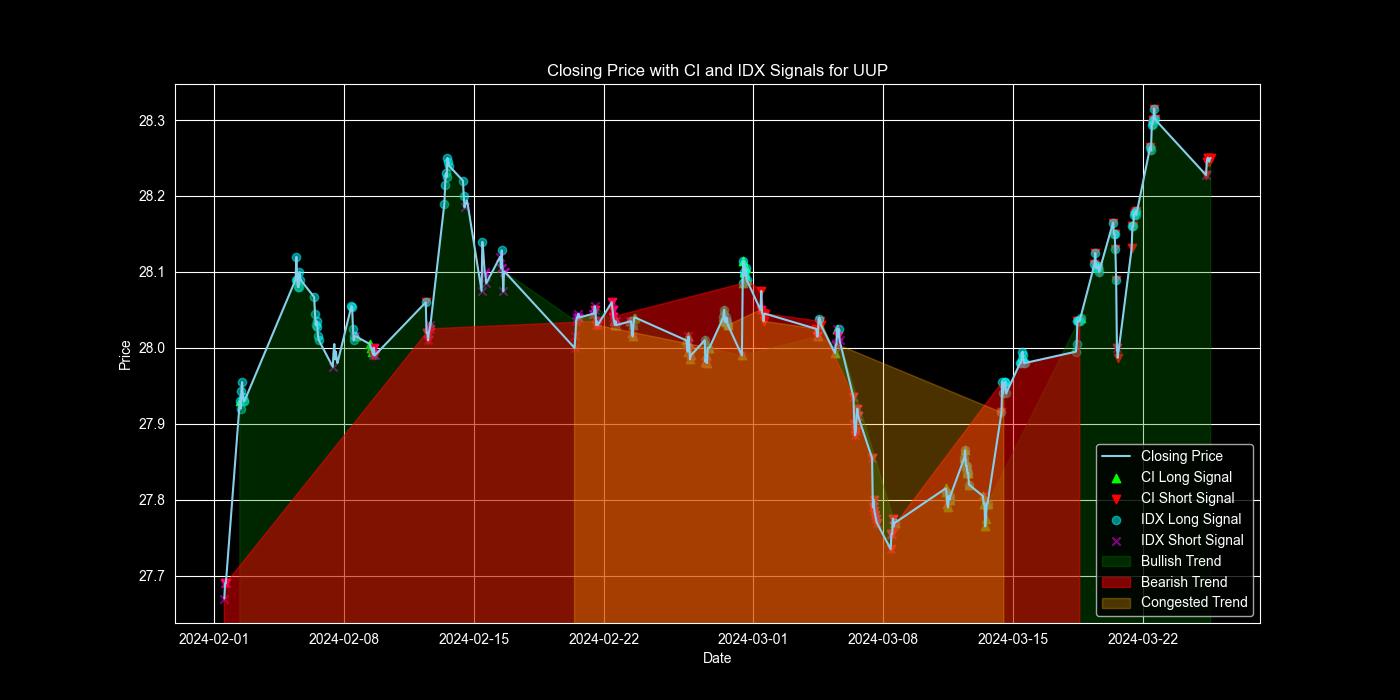 Closing Price with CI and IDX Signals for UUP
28.3
28.2
28.1
28.0
27.9
27.8
27.7
Price
2024-02-01 2024-02-08 2024-02-15 2024-02-22 2024-03-01 2024-03-08 2024-03-15 2024-03-22
Date
Closing Price
CI Long Signal
CI Short Signal
IDX Long Signal
IDX Short Signal
Bullish Trend
Bearish Trend
Congested Trend